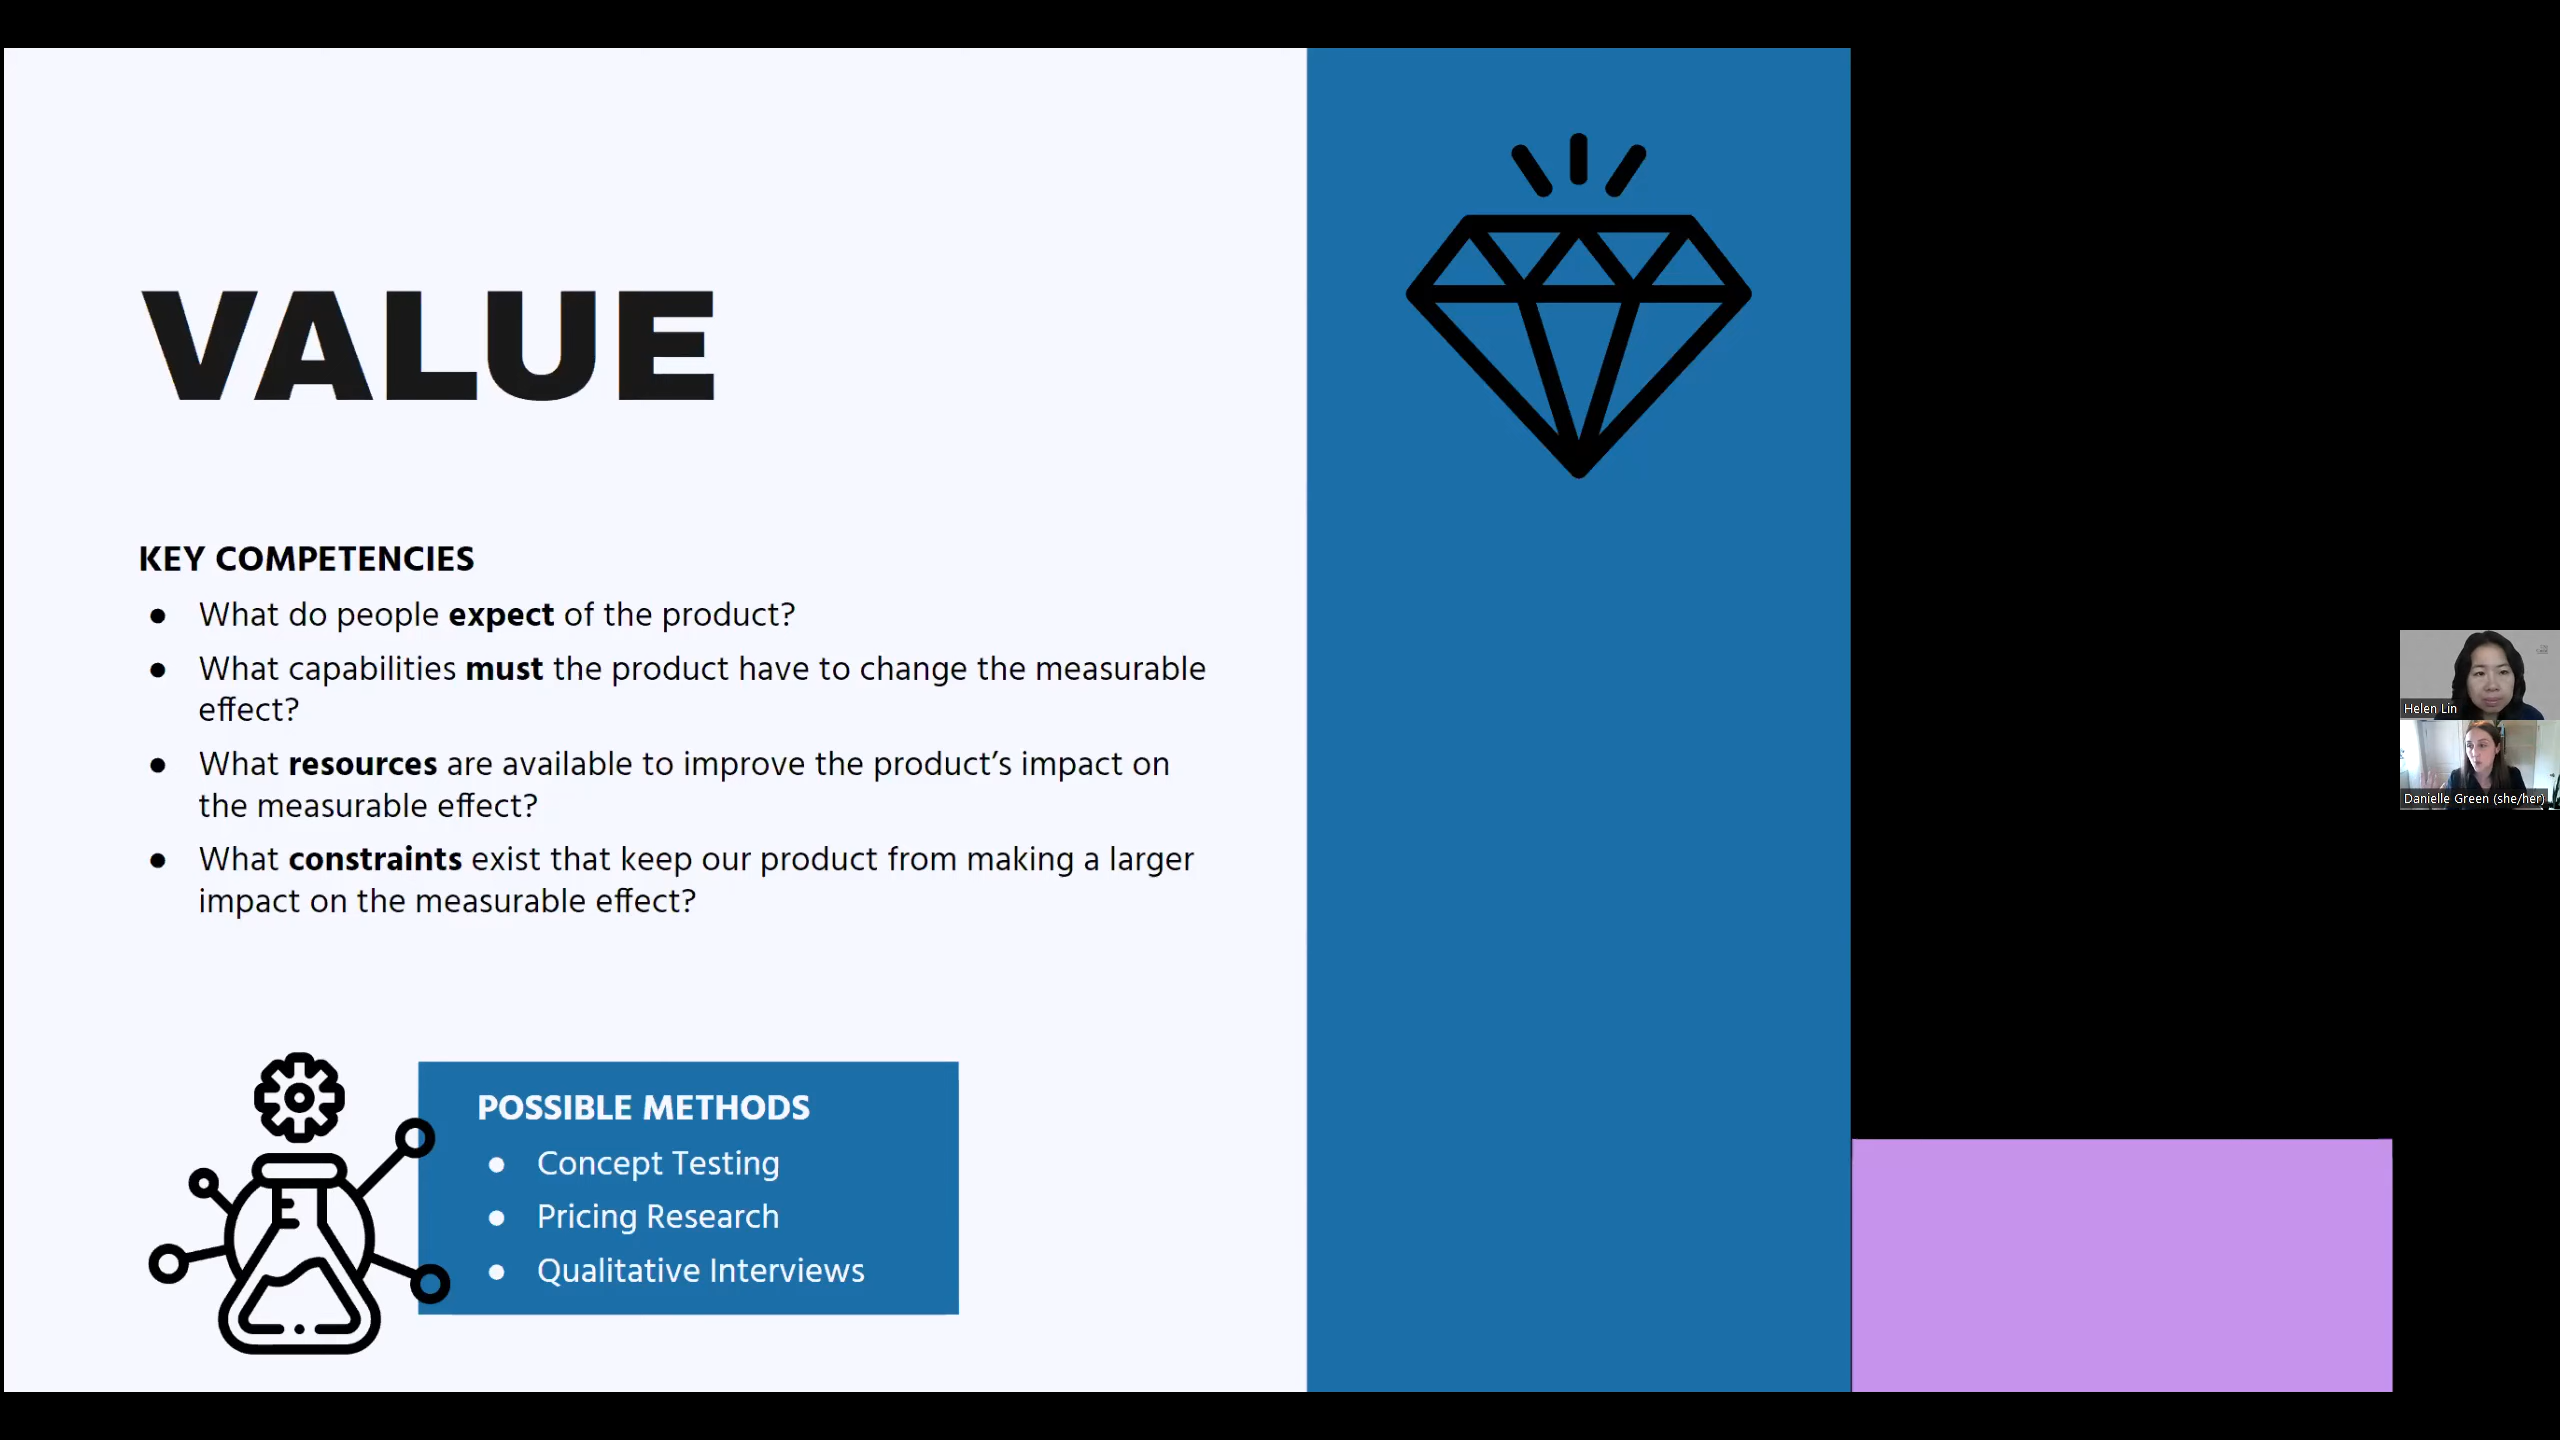 VALUE
KEY COMPETENCIES
● What do people expect of the product?
● What capabilities must the product have to change the measurable
effect?
● What resources are available to improve the product’s impact on
the measurable effect?
● What constraints exist that keep our product from making a larger
impact on the measurable effect?
POSSIBLE METHODS
● Concept Testing
● Pricing Research
● Qualitative Interviews
Helen Lin
Danielle Green (she/her)